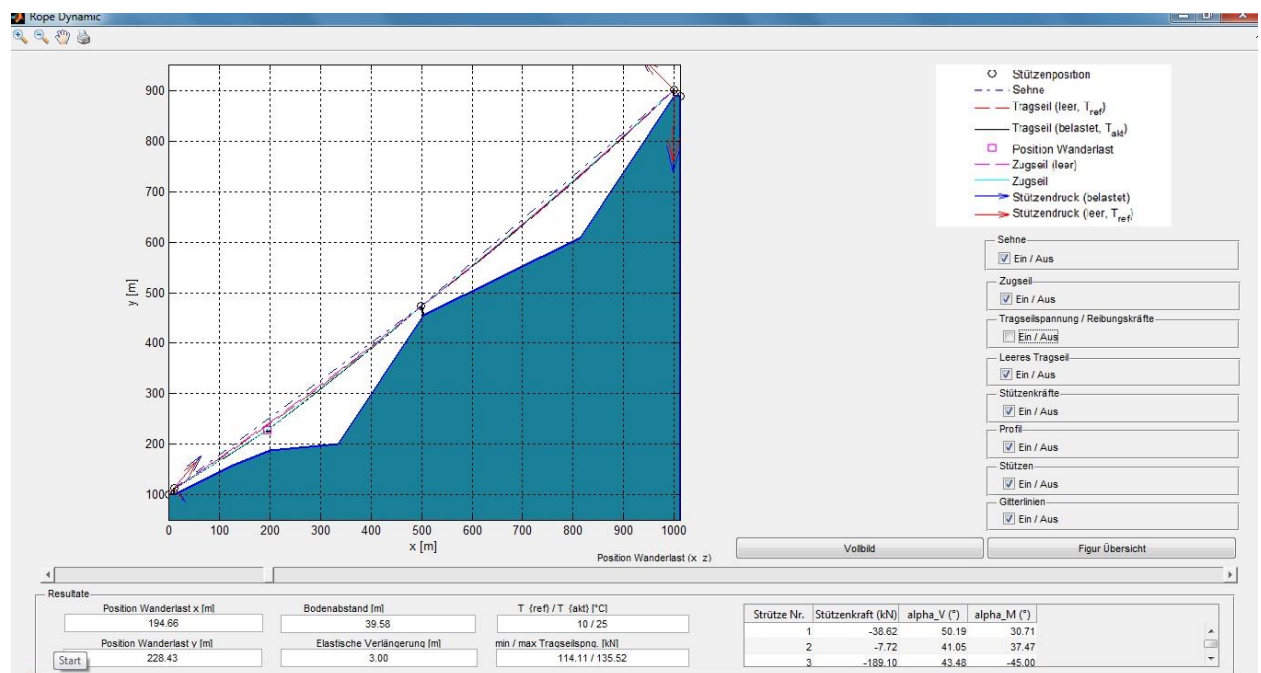 Rope Dynamic
900
800
700
600
500
400
300
200
100
y [m]
0 100 200 300 400 500 600 700 800 900 1000
x [m]
Stützenposition
Sehne
Tragseil (leer, T_ref)
Tragseil (belastet, T_akt)
Position Wanderlast
Zugseil (leer)
Zugseil
Stützendruck (belastet)
Stützendruck (leer, T_ref)
Sehne
Ein / Aus
Zugseil
Ein / Aus
Tragseilspannung / Reibungskräfte
Ein / Aus
Leeres Tragseil
Ein / Aus
Stützenkräfte
Ein / Aus
Profil
Ein / Aus
Stützen
Ein / Aus
Gitterlinien
Ein / Aus
Position Wanderlast (x z)
Vollbild Figur Übersicht
Resultate
Position Wanderlast x [m] Bodenabstand [m] T {ref} / T {akt} [°C]
194.66 39.58 10 / 25
Position Wanderlast y [m] Elastische Verlängerung [m] min / max Tragseilspng. [kN]
228.43 3.00 114.11 / 135.52
Start
Strütze Nr. Stützenkraft (kN) alpha_V (°) alpha_M (°)
1 -38.62 50.19 30.71
2 -7.72 41.05 37.47
3 -189.10 43.48 -45.00